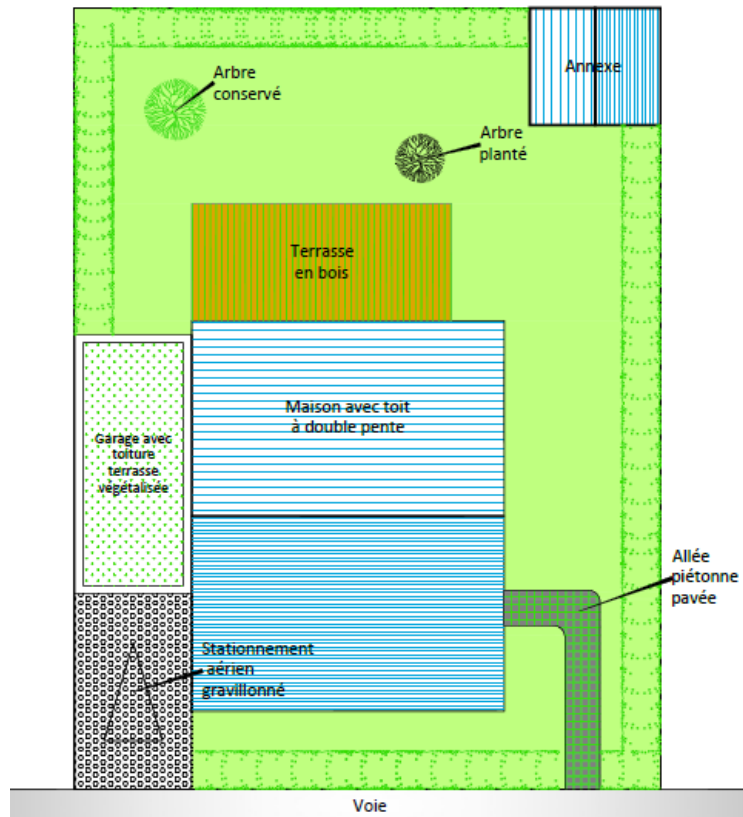 Annexe
Arbre
conservé
Arbre
planté
Terrasse
en bois
Maison avec toit
à double pente
Garage avec
toiture
terrasse
végétalisée
Allée
piétonne
pavée
Stationnement
aérien
gravillonné
Voie